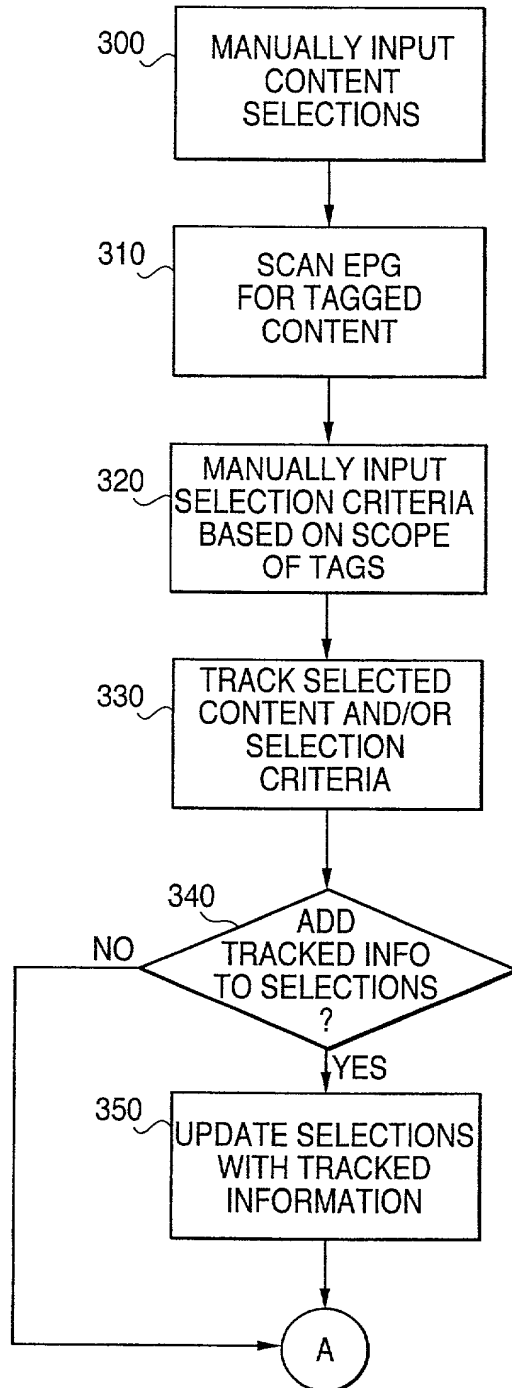 300
MANUALLY INPUT
CONTENT
SELECTIONS
310
SCAN EPG
FOR TAGGED
CONTENT
320
MANUALLY INPUT
SELECTION CRITERIA
BASED ON SCOPE
OF TAGS
330
TRACK SELECTED
CONTENT AND/OR
SELECTION
CRITERIA
340
ADD
TRACKED INFO
TO SELECTIONS
?
NO
YES
350
UPDATE SELECTIONS
WITH TRACKED
INFORMATION
A